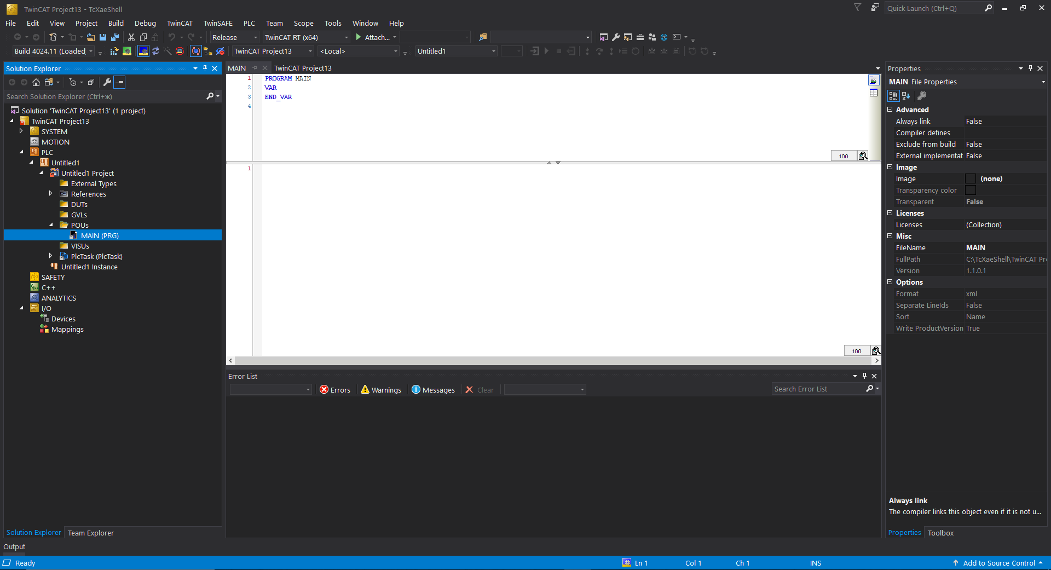 TwinCAT Project13 - TcXaeShell
Quick Launch (Ctrl+Q)
File Edit View Project Build Debug TwinCAT TwinSAFE PLC Team Scope Tools Window Help
Release TwinCAT RT (x64) Attach...
Build 4024.11 (Loaded) TwinCAT Project13 <Local> Untitled1
Solution Explorer
Search Solution Explorer (Ctrl+ж)
Solution 'TwinCAT Project13' (1 project)
TwinCAT Project13
SYSTEM
MOTION
PLC
Untitled1
Untitled1 Project
External Types
References
DUTs
GVLs
POUs
MAIN (PRG)
VISUs
PlcTask (PlcTask)
Untitled1 Instance
SAFETY
C++
ANALYTICS
I/O
Devices
Mappings
Solution Explorer Team Explorer
MAIN TwinCAT Project13
1 PROGRAM MAIN
2 VAR
3 END_VAR
4
100
1
100
Error List
Errors Warnings Messages Clear
Search Error List
Properties
MAIN File Properties
Advanced
Always link False
Compiler defines
Exclude from build False
External implementat False
Image
Image (none)
Transparency color
Transparent False
Licenses
Licenses (Collection)
Misc
FileName MAIN
FullPath C:\TcXaeShell\TwinCAT Pr
Version 1.1.0.1
Options
Format xml
Separate LineIds False
Sort Name
Write ProductVersion True
Always link
The compiler links this object even if it is not u...
Properties Toolbox
Output
Ready Ln 1 Col 1 Ch 1 INS Add to Source Control